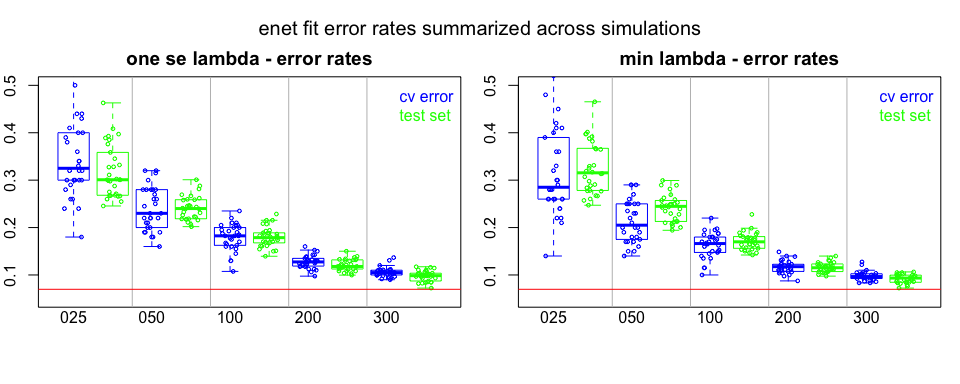 enet fit error rates summarized across simulations
one se lambda - error rates
cv error
test set
0.5
0.4
0.3
0.2
0.1
025 050 100 200 300
min lambda - error rates
cv error
test set
0.5
0.4
0.3
0.2
0.1
025 050 100 200 300